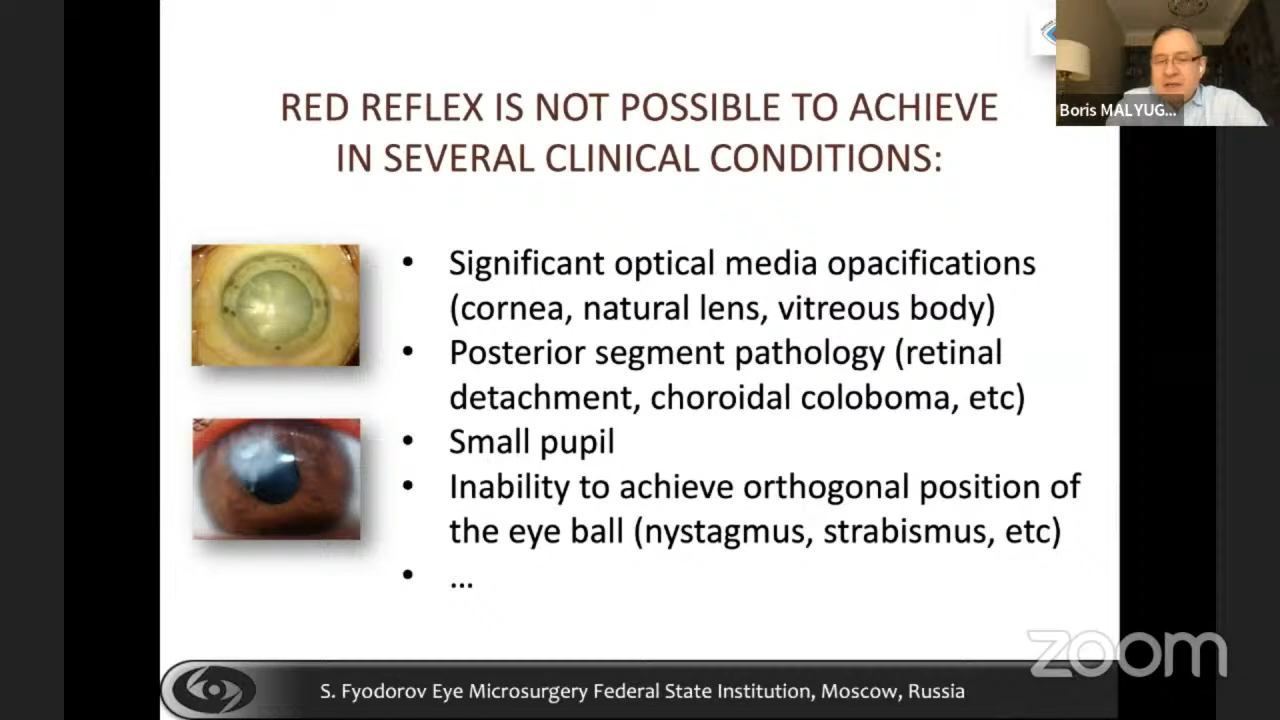 RED REFLEX IS NOT POSSIBLE TO ACHIEVE
IN SEVERAL CLINICAL CONDITIONS:
Boris MALYUG...
• Significant optical media opacifications
(cornea, natural lens, vitreous body)
• Posterior segment pathology (retinal
detachment, choroidal coloboma, etc)
• Small pupil
• Inability to achieve orthogonal position of
the eye ball (nystagmus, strabismus, etc)
• ...
zoom
S. Fyodorov Eye Microsurgery Federal State Institution, Moscow, Russia